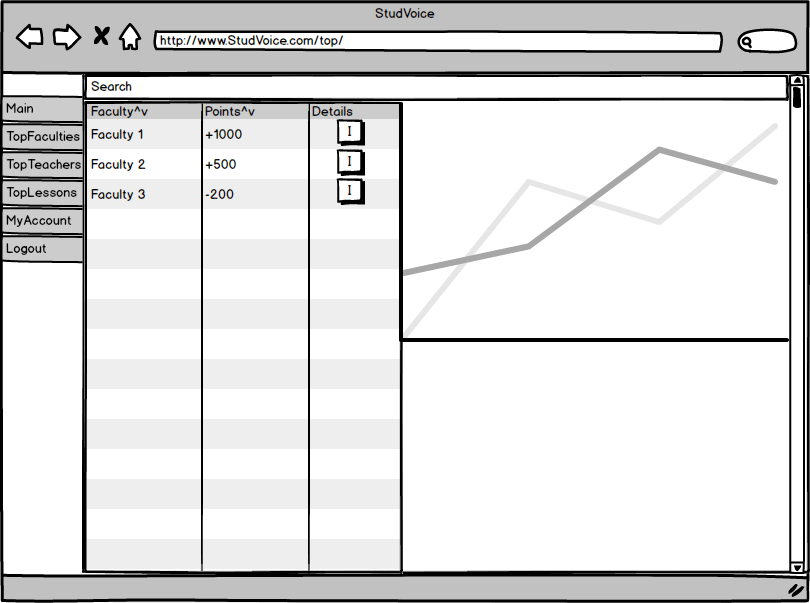 StudVoice
http://www.StudVoice.com/top/
Search
Main
TopFaculties
TopTeachers
TopLessons
MyAccount
Logout
Faculty^v Points^v Details
Faculty 1 +1000 I
Faculty 2 +500 I
Faculty 3 -200 I